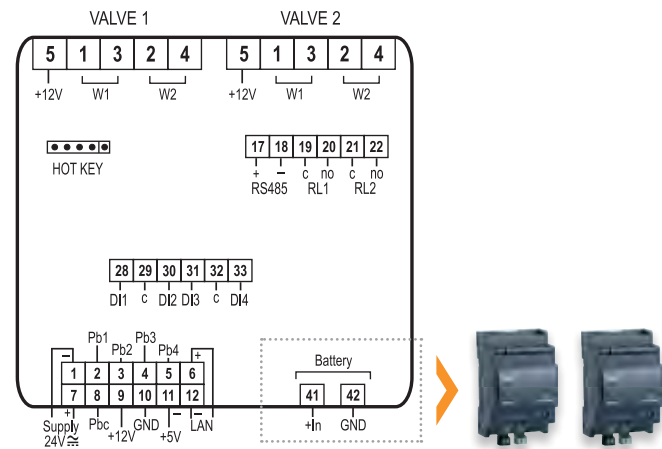 VALVE 1 VALVE 2
5 1 3 2 4 5 1 3 2 4
+12V W1 W2 +12V W1 W2
HOT KEY
17 18 19 20 21 22
+ – c no c no
RS485 RL1 RL2
28 29 30 31 32 33
DI1 c DI2 DI3 c DI4
Pb1 Pb3
– Pb2 Pb4 +
1 2 3 4 5 6
7 8 9 10 11 12
+ – –
Supply Pbc GND LAN
24V ≂ +12V +5V
Battery
41 42
+In GND